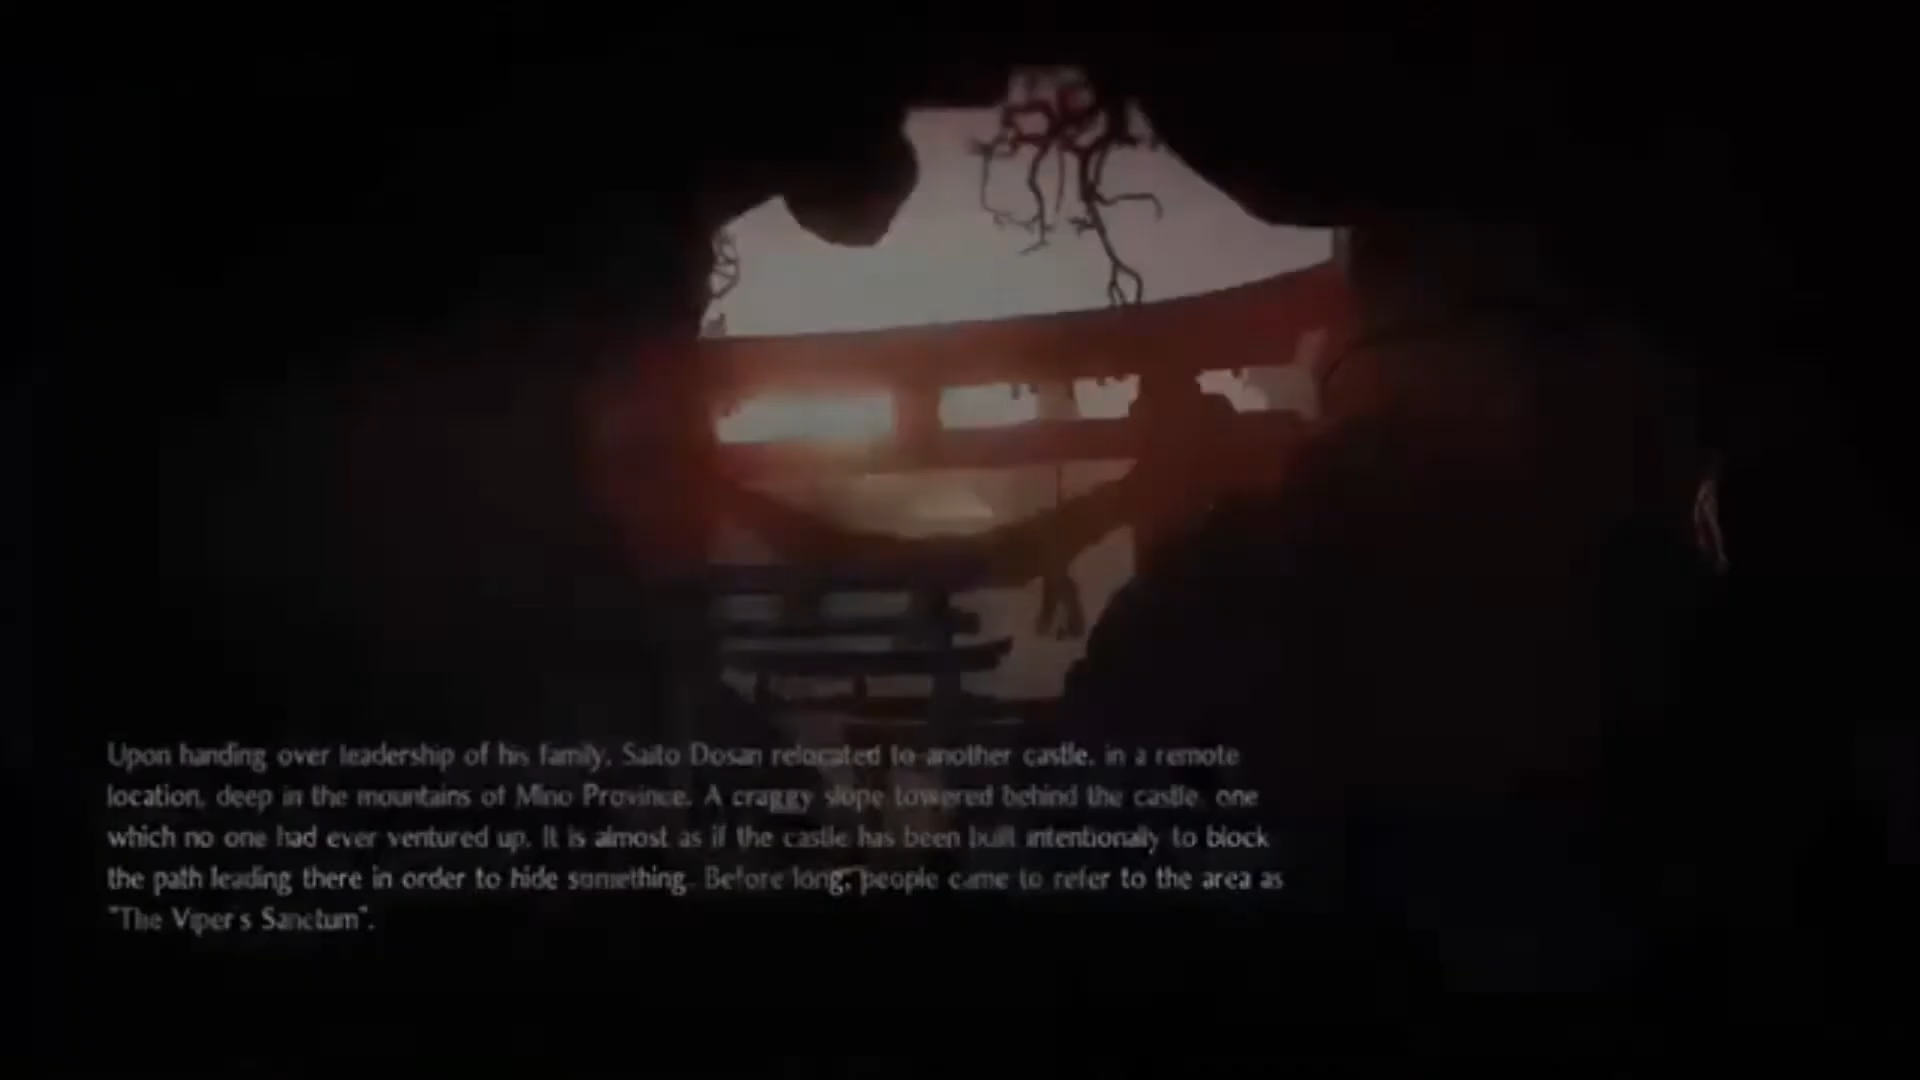 Upon handing over leadership of his family, Saito Dosan relocated to another castle, in a remote
location, deep in the mountains of Mino Province. A craggy slope towered behind the castle, one
which no one had ever ventured up. It is almost as if the castle has been built intentionally to block
the path leading there in order to hide something. Before long, people came to refer to the area as
"The Viper's Sanctum".